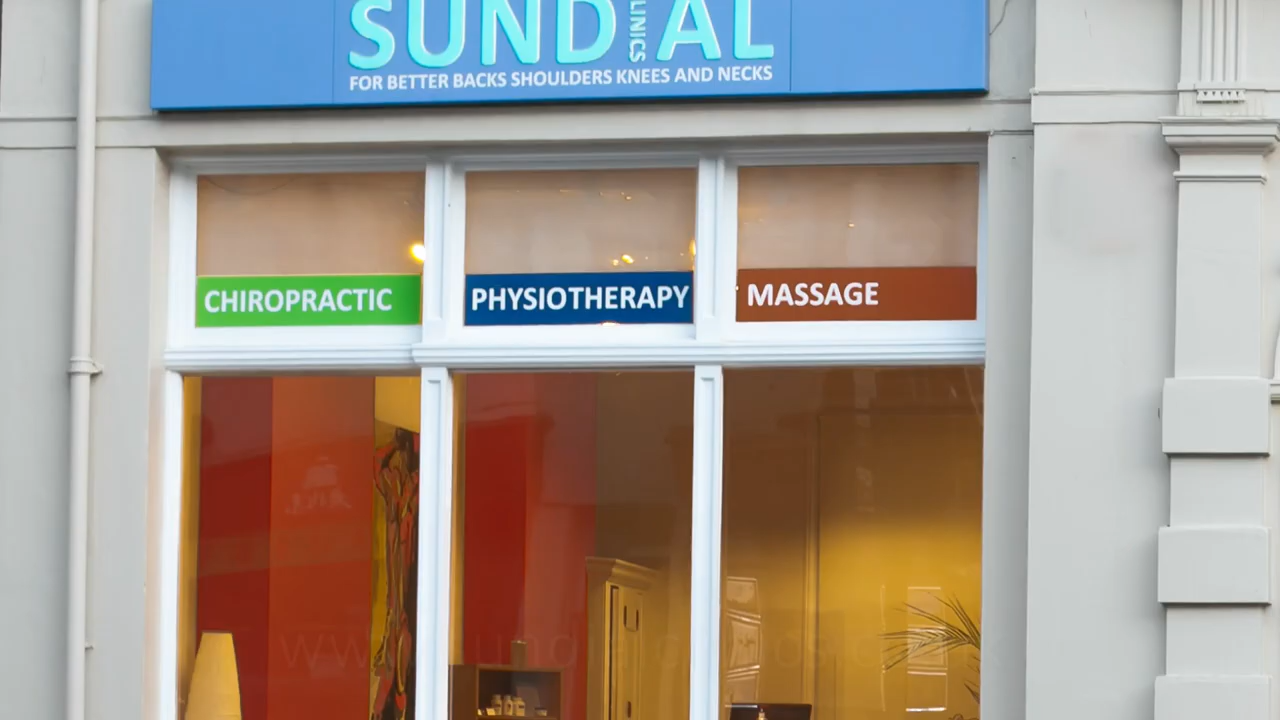 SUNDIAL
CLINICS
FOR BETTER BACKS SHOULDERS KNEES AND NECKS
CHIROPRACTIC
PHYSIOTHERAPY
MASSAGE